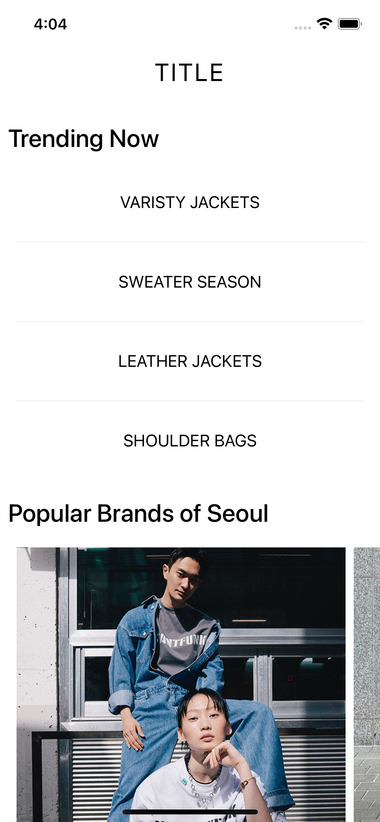 4:04
TITLE
Trending Now
VARISTY JACKETS
SWEATER SEASON
LEATHER JACKETS
SHOULDER BAGS
Popular Brands of Seoul